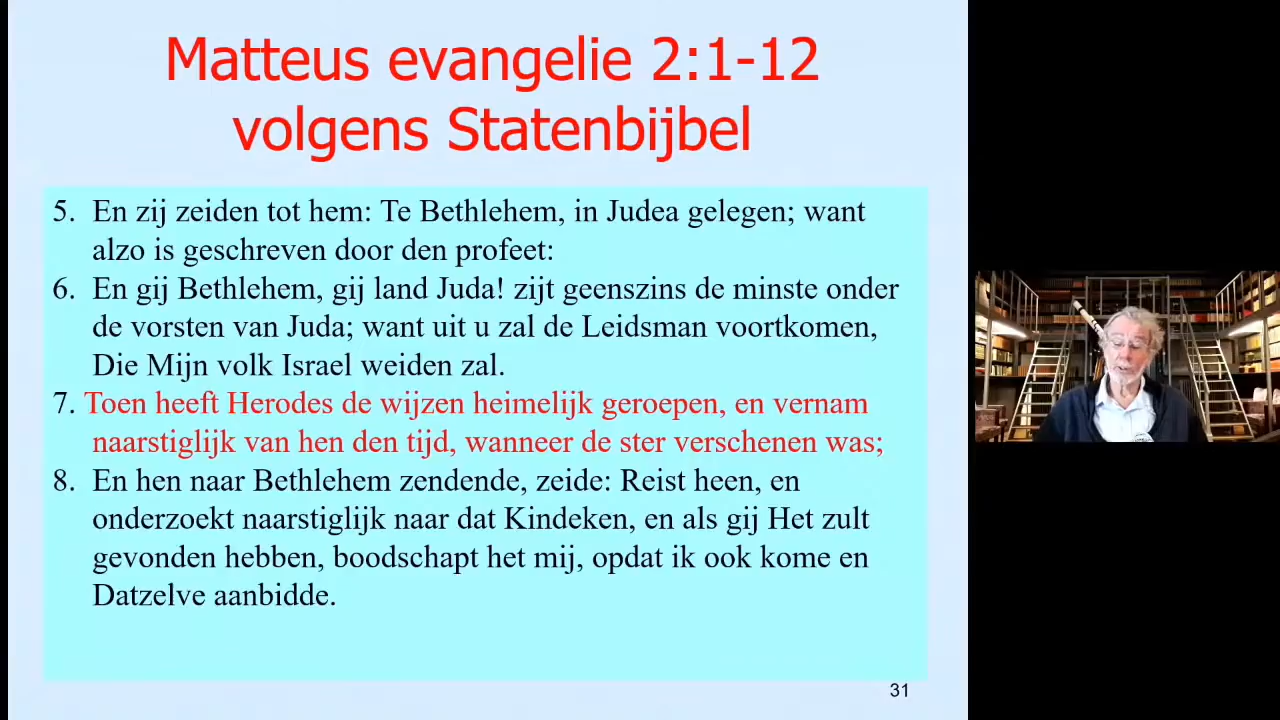 Matteus evangelie 2:1-12
volgens Statenbijbel
5. En zij zeiden tot hem: Te Bethlehem, in Judea gelegen; want
alzo is geschreven door den profeet:
6. En gij Bethlehem, gij land Juda! zijt geenszins de minste onder
de vorsten van Juda; want uit u zal de Leidsman voortkomen,
Die Mijn volk Israel weiden zal.
7. Toen heeft Herodes de wijzen heimelijk geroepen, en vernam
naarstiglijk van hen den tijd, wanneer de ster verschenen was;
8. En hen naar Bethlehem zendende, zeide: Reist heen, en
onderzoekt naarstiglijk naar dat Kindeken, en als gij Het zult
gevonden hebben, boodschapt het mij, opdat ik ook kome en
Datzelve aanbidde.
31